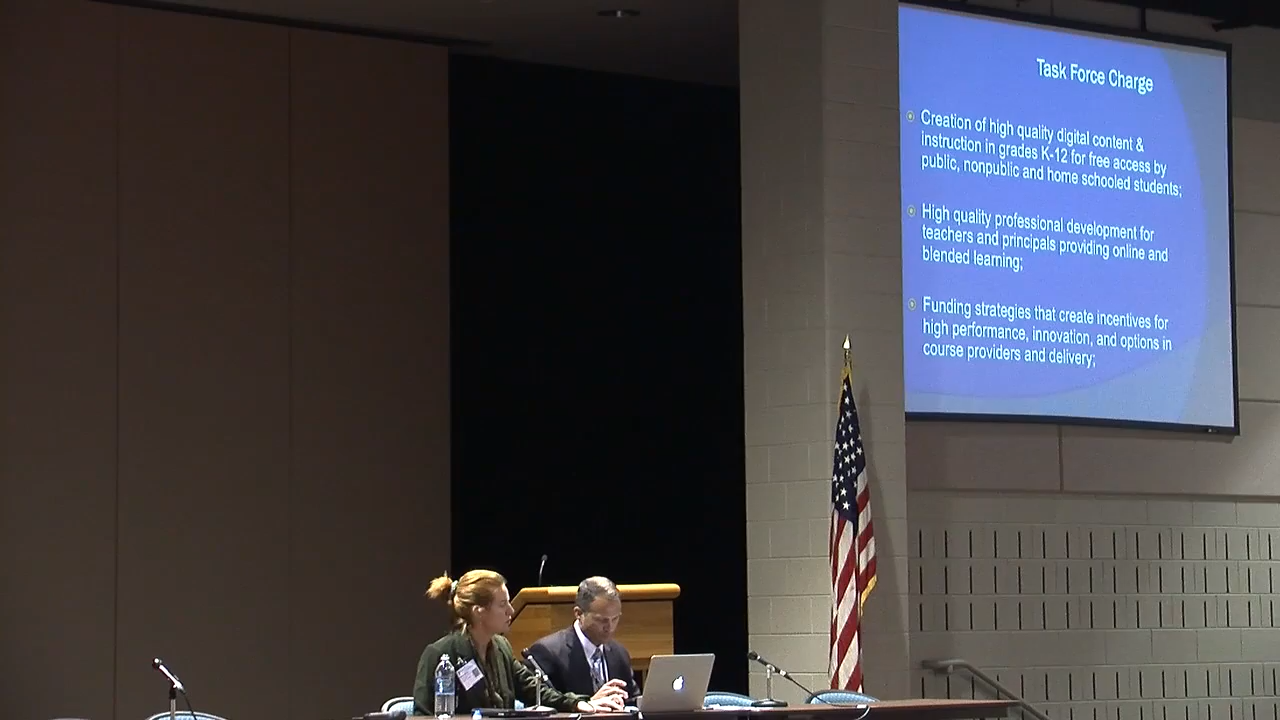 Task Force Charge
Creation of high quality digital content &
instruction in grades K-12 for free access by
public, nonpublic and home schooled students;
High quality professional development for
teachers and principals providing online and
blended learning;
Funding strategies that create incentives for
high performance, innovation, and options in
course providers and delivery;